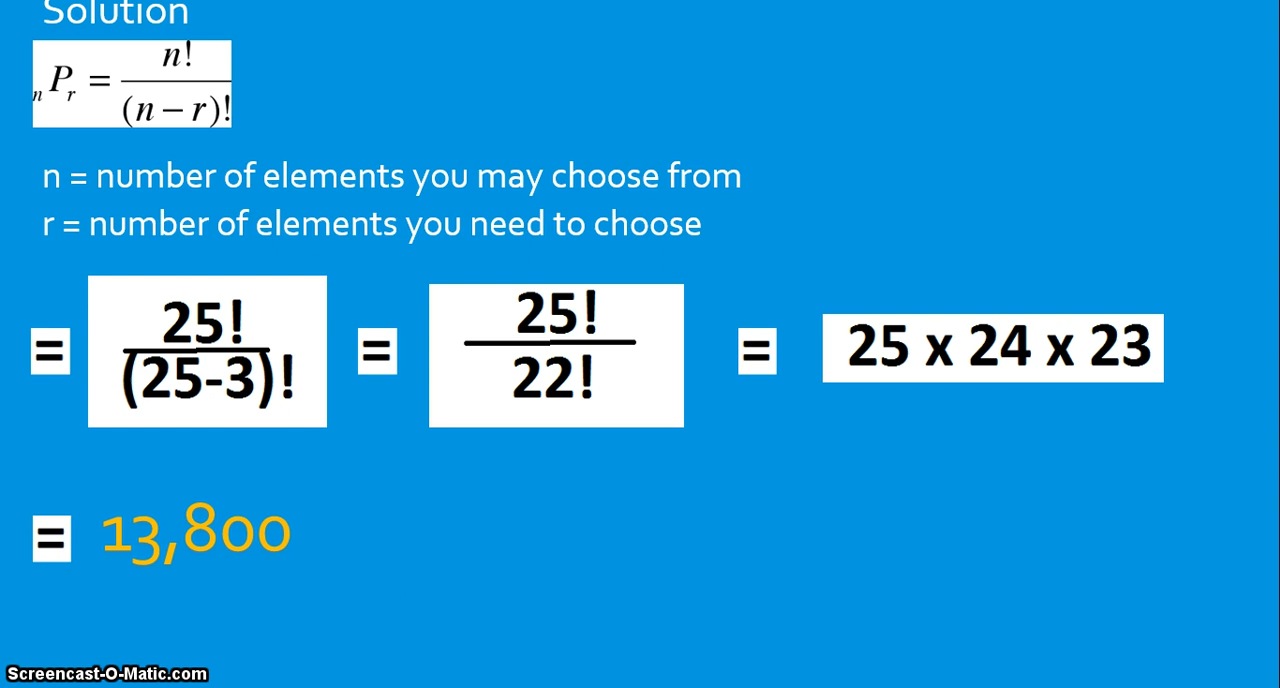 Solution
nPr = n! / (n – r)!
n = number of elements you may choose from
r = number of elements you need to choose
= 25! / (25-3)! = 25! / 22! = 25 x 24 x 23
= 13,800
Screencast-O-Matic.com